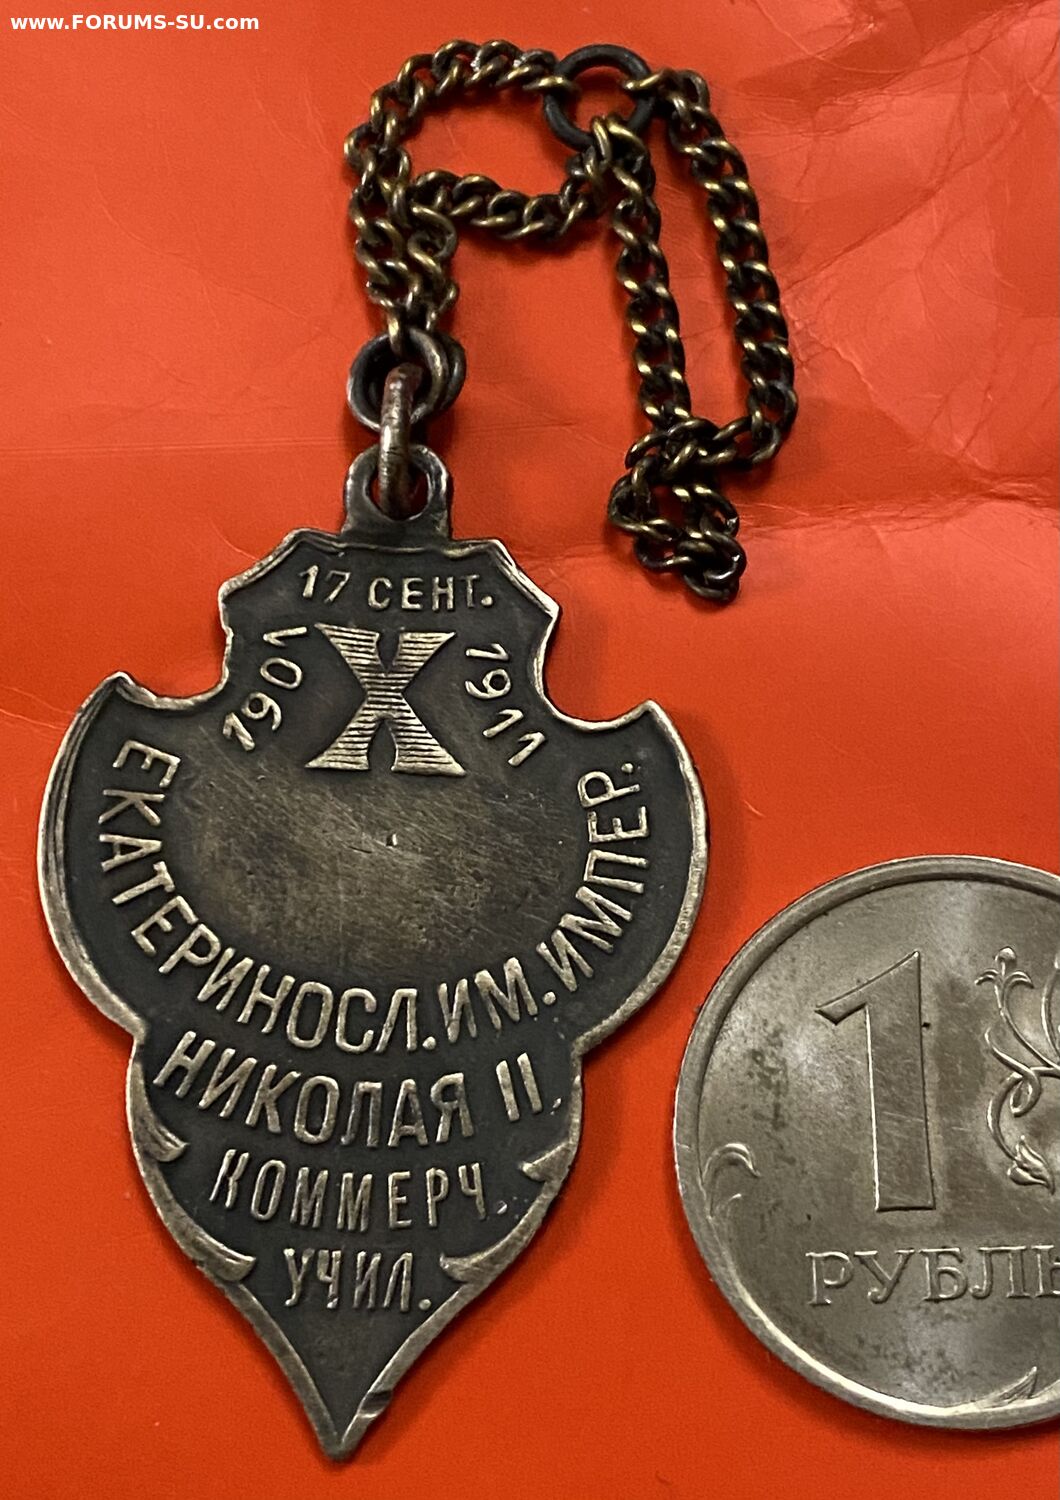 www.FORUMS-SU.com
17 СЕНТ.
1901 X 1911
ЕКАТЕРИНОСЛ. ИМ. ИМПЕР.
НИКОЛАЯ II.
КОММЕРЧ.
УЧИЛ.
1
РУБЛЬ